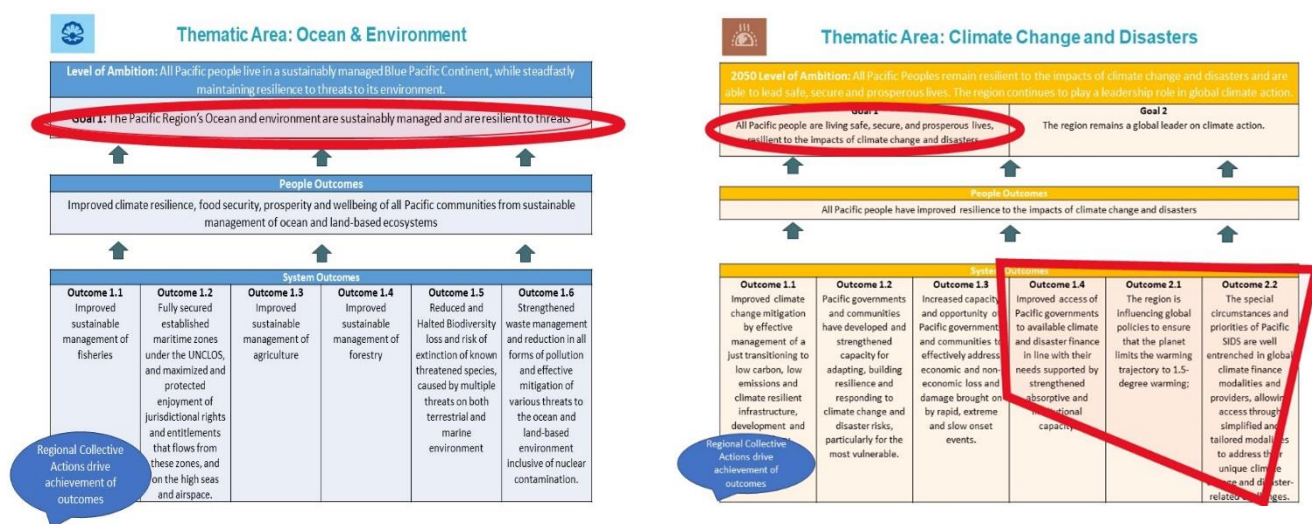 Thematic Area: Ocean & Environment
Level of Ambition: All Pacific people live in a sustainably managed Blue Pacific Continent, while steadfastly
maintaining resilience to threats to its environment.
Goal 1: The Pacific Region's Ocean and environment are sustainably managed and are resilient to threats
People Outcomes
Improved climate resilience, food security, prosperity and wellbeing of all Pacific communities from sustainable
management of ocean and land-based ecosystems
System Outcomes
Outcome 1.1
Improved
sustainable
management of
fisheries
Outcome 1.2
Fully secured
established
maritime zones
under the UNCLOS,
and maximized and
protected
enjoyment of
jurisdictional rights
and entitlements
that flows from
these zones, and
on the high seas
and airspace.
Outcome 1.3
Improved
sustainable
management of
agriculture
Outcome 1.4
Improved
sustainable
management of
forestry
Outcome 1.5
Reduced and
Halted Biodiversity
loss and risk of
extinction of known
threatened species,
caused by multiple
threats on both
terrestrial and
marine
environment
Outcome 1.6
Strengthened
waste management
and reduction in all
forms of pollution
and effective
mitigation of
various threats to
the ocean and
land-based
environment
inclusive of nuclear
contamination.
Regional Collective
Actions drive
achievement of
outcomes
Thematic Area: Climate Change and Disasters
2050 Level of Ambition: All Pacific Peoples remain resilient to the impacts of climate change and disasters and are
able to lead safe, secure and prosperous lives. The region continues to play a leadership role in global climate action.
Goal 1
All Pacific people are living safe, secure, and prosperous lives,
resilient to the impacts of climate change and disasters
Goal 2
The region remains a global leader on climate action.
People Outcomes
All Pacific people have improved resilience to the impacts of climate change and disasters
System Outcomes
Outcome 1.1
Improved climate
change mitigation
by effective
management of a
just transitioning to
low carbon, low
emissions and
climate resilient
infrastructure,
development and
Outcome 1.2
Pacific governments
and communities
have developed and
strengthened
capacity for
adapting, building
resilience and
responding to
climate change and
disaster risks,
particularly for the
most vulnerable.
Outcome 1.3
Increased capacity
and opportunity of
Pacific governments
and communities to
effectively address
economic and non-
economic loss and
damage brought on
by rapid, extreme
and slow onset
events.
Outcome 1.4
Improved access of
Pacific governments
to available climate
and disaster finance
in line with their
needs supported by
strengthened
absorptive and
institutional
capacity
Outcome 2.1
The region is
influencing global
policies to ensure
that the planet
limits the warming
trajectory to 1.5-
degree warming;
Outcome 2.2
The special
circumstances and
priorities of Pacific
SIDS are well
entrenched in global
climate finance
modalities and
providers, allowing
access through
simplified and
tailored modalities
to address their
unique climate
change and disaster-
related challenges.
Regional Collective
Actions drive
achievement of
outcomes